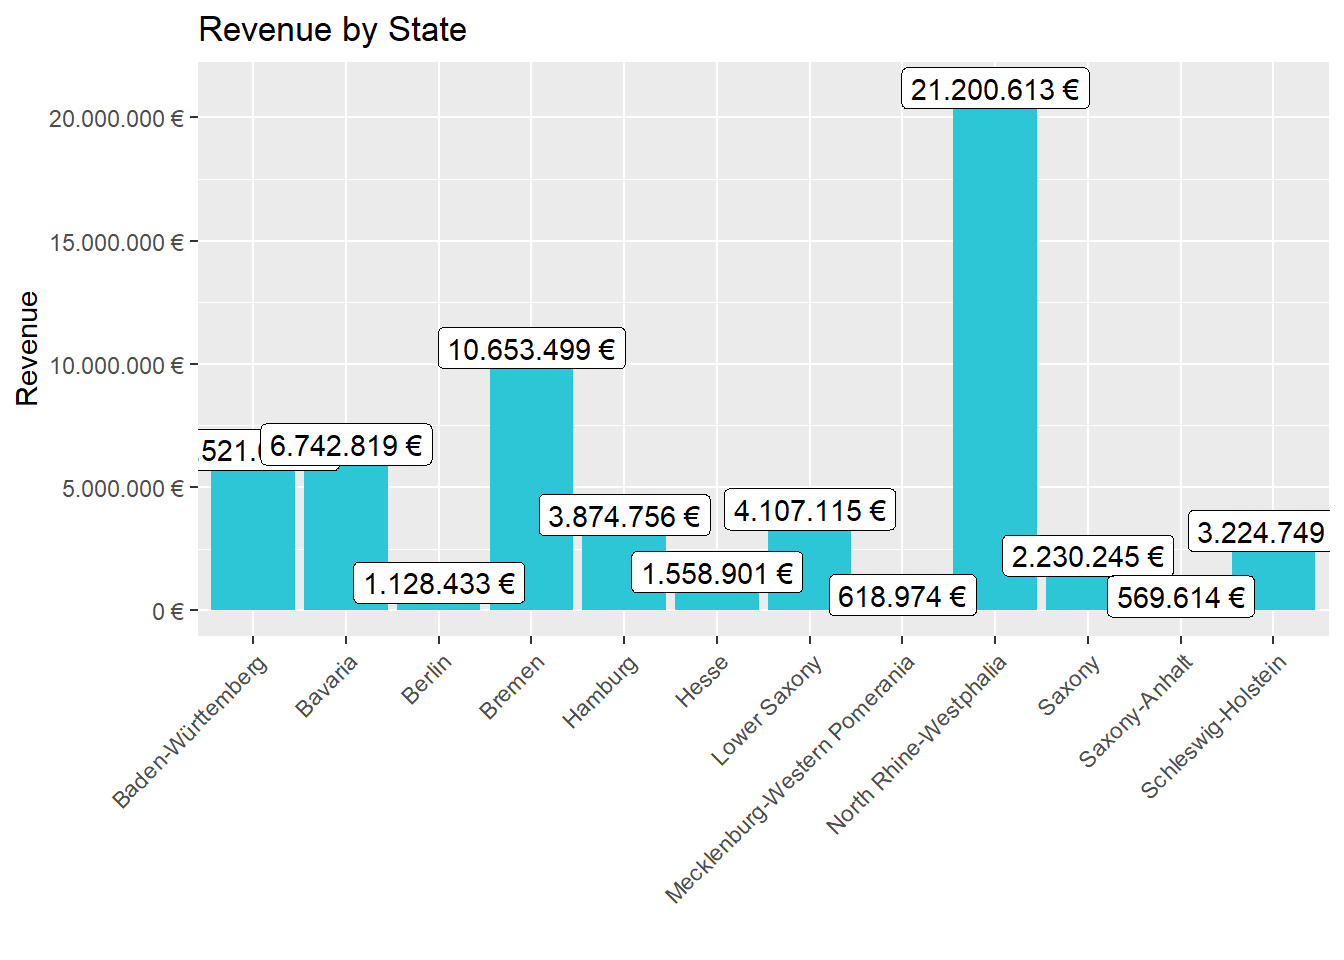 Revenue by State
Revenue
20.000.000 €
15.000.000 €
10.000.000 €
5.000.000 €
0 €
6.742.819 €
1.128.433 €
10.653.499 €
3.874.756 €
1.558.901 €
4.107.115 €
618.974 €
21.200.613 €
2.230.245 €
569.614 €
3.224.749
Baden-Württemberg
Bavaria
Berlin
Bremen
Hamburg
Hesse
Lower Saxony
Mecklenburg-Western Pomerania
North Rhine-Westphalia
Saxony
Saxony-Anhalt
Schleswig-Holstein